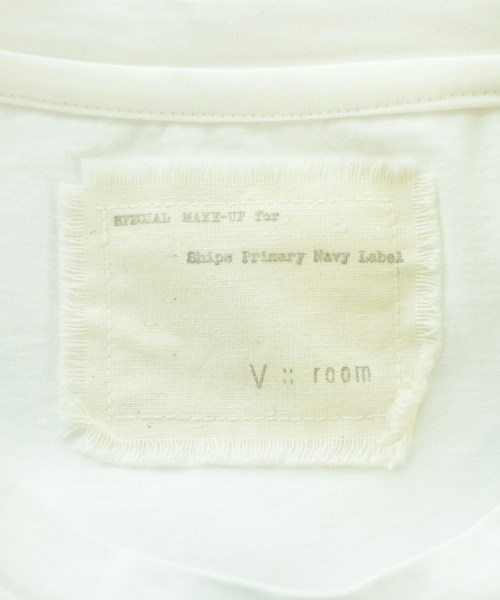 SPECIAL MAKE-UP for
Ships Primary Navy Label
V :: room